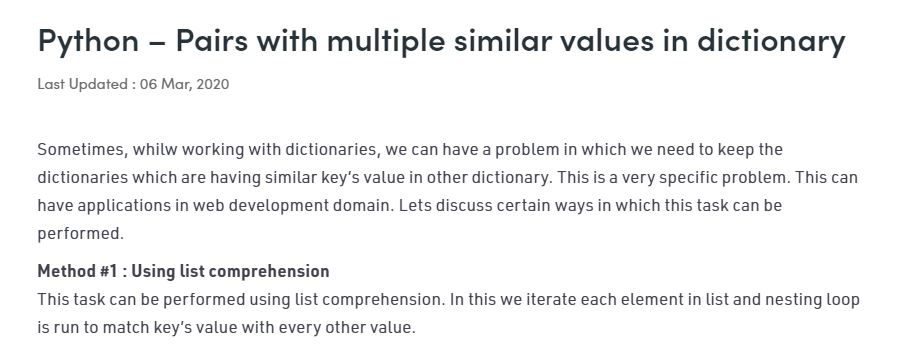 Python – Pairs with multiple similar values in dictionary
Last Updated : 06 Mar, 2020
Sometimes, whilw working with dictionaries, we can have a problem in which we need to keep the
dictionaries which are having similar key’s value in other dictionary. This is a very specific problem. This can
have applications in web development domain. Lets discuss certain ways in which this task can be
performed.
Method #1 : Using list comprehension
This task can be performed using list comprehension. In this we iterate each element in list and nesting loop
is run to match key’s value with every other value.